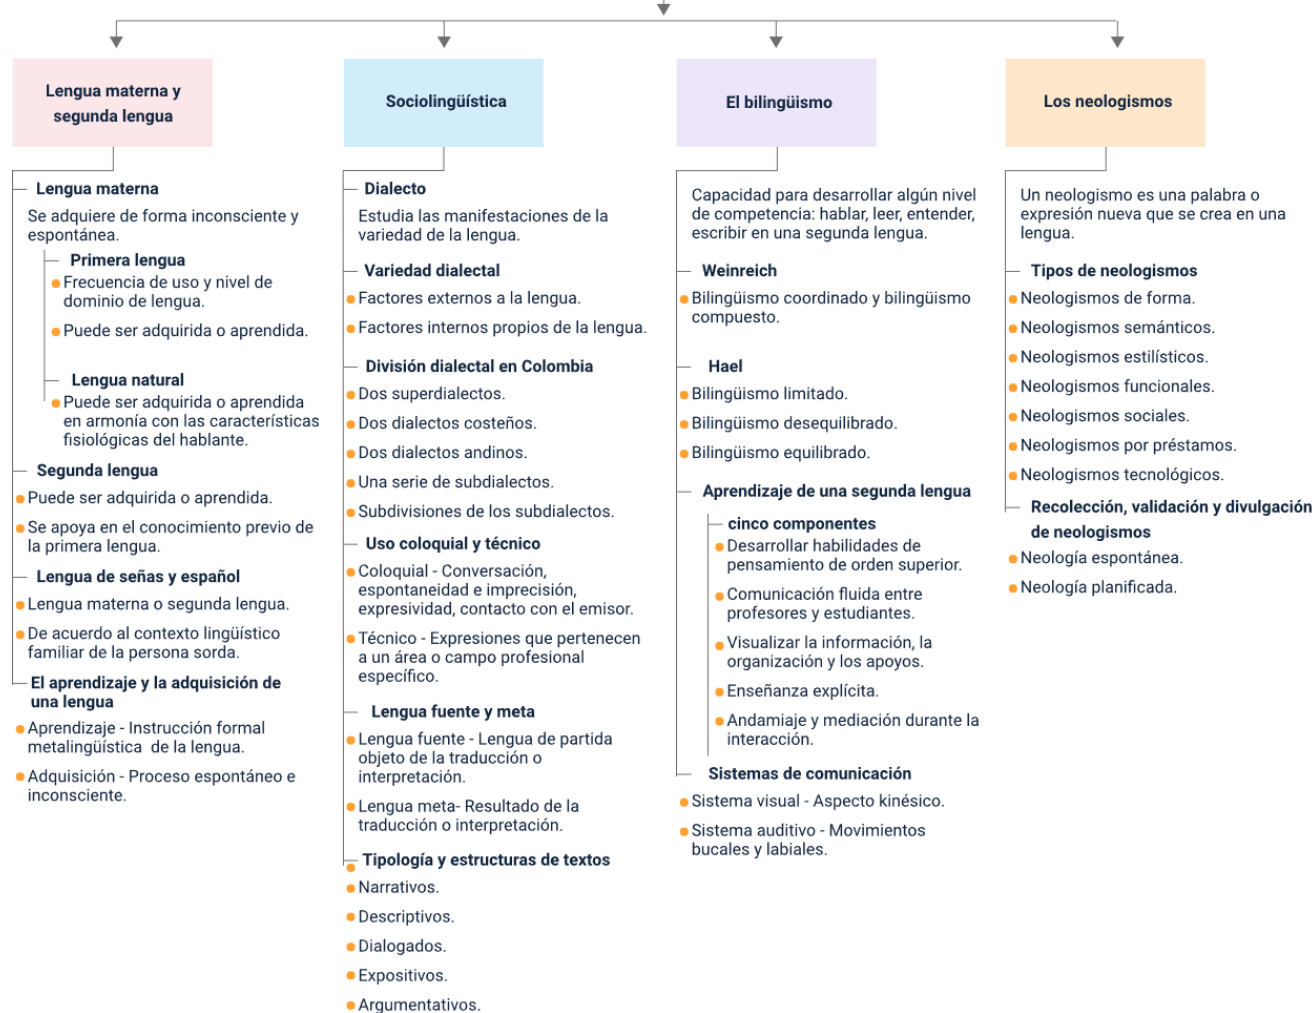 Lengua materna y
segunda lengua
Lengua materna
Se adquiere de forma inconsciente y
espontánea.
Primera lengua
Frecuencia de uso y nivel de
dominio de lengua.
Puede ser adquirida o aprendida.
Lengua natural
Puede ser adquirida o aprendida
en armonía con las características
fisiológicas del hablante.
Segunda lengua
Puede ser adquirida o aprendida.
Se apoya en el conocimiento previo de
la primera lengua.
Lengua de señas y español
Lengua materna o segunda lengua.
De acuerdo al contexto lingüístico
familiar de la persona sorda.
El aprendizaje y la adquisición de
una lengua
Aprendizaje - Instrucción formal
metalingüística de la lengua.
Adquisición - Proceso espontáneo e
inconsciente.
Sociolingüística
Dialecto
Estudia las manifestaciones de la
variedad de la lengua.
Variedad dialectal
Factores externos a la lengua.
Factores internos propios de la lengua.
División dialectal en Colombia
Dos superdialectos.
Dos dialectos costeños.
Dos dialectos andinos.
Una serie de subdialectos.
Subdivisiones de los subdialectos.
Uso coloquial y técnico
Coloquial - Conversación,
espontaneidad e imprecisión,
expresividad, contacto con el emisor.
Técnico - Expresiones que pertenecen
a un área o campo profesional
específico.
Lengua fuente y meta
Lengua fuente - Lengua de partida
objeto de la traducción o
interpretación.
Lengua meta- Resultado de la
traducción o interpretación.
Tipología y estructuras de textos
Narrativos.
Descriptivos.
Dialogados.
Expositivos.
Argumentativos.
El bilingüismo
Capacidad para desarrollar algún nivel
de competencia: hablar, leer, entender,
escribir en una segunda lengua.
Weinreich
Bilingüismo coordinado y bilingüismo
compuesto.
Hael
Bilingüismo limitado.
Bilingüismo desequilibrado.
Bilingüismo equilibrado.
Aprendizaje de una segunda lengua
cinco componentes
Desarrollar habilidades de
pensamiento de orden superior.
Comunicación fluida entre
profesores y estudiantes.
Visualizar la información, la
organización y los apoyos.
Enseñanza explícita.
Andamiaje y mediación durante la
interacción.
Sistemas de comunicación
Sistema visual - Aspecto kinésico.
Sistema auditivo - Movimientos
bucales y labiales.
Los neologismos
Un neologismo es una palabra o
expresión nueva que se crea en una
lengua.
Tipos de neologismos
Neologismos de forma.
Neologismos semánticos.
Neologismos estilísticos.
Neologismos funcionales.
Neologismos sociales.
Neologismos por préstamos.
Neologismos tecnológicos.
Recolección, validación y divulgación
de neologismos
Neología espontánea.
Neología planificada.